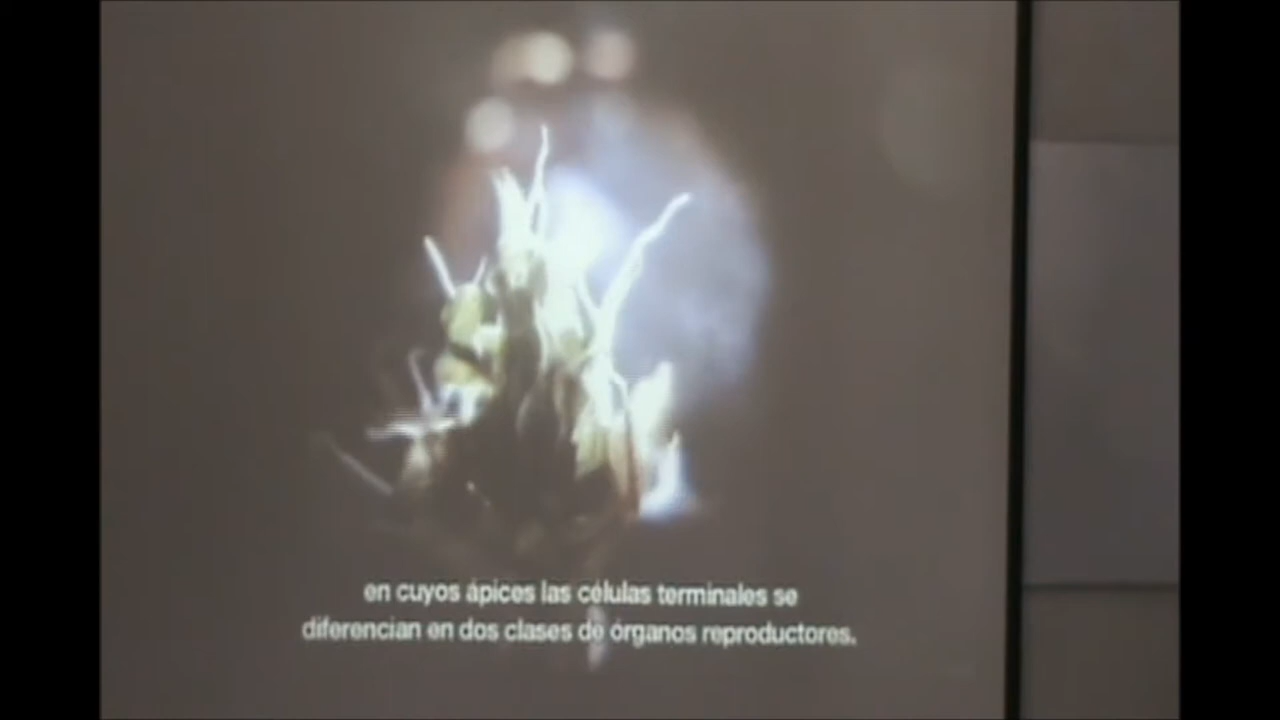 en cuyos ápices las células terminales se
diferencian en dos clases de órganos reproductores.